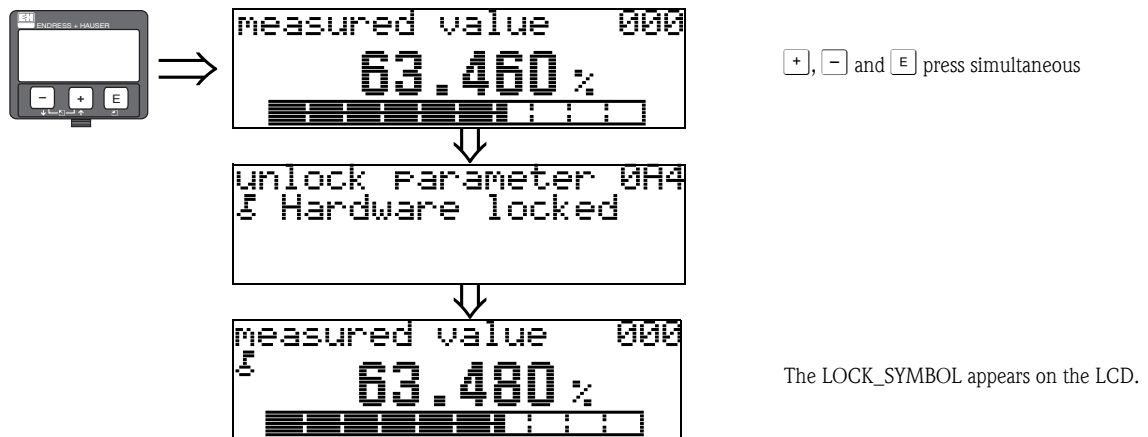 EH ENDRESS + HAUSER
- + E
measured value 000
63.460 %
+, - and E press simultaneous
unlock parameter 0A4
Hardware locked
measured value 000
63.480 %
The LOCK_SYMBOL appears on the LCD.